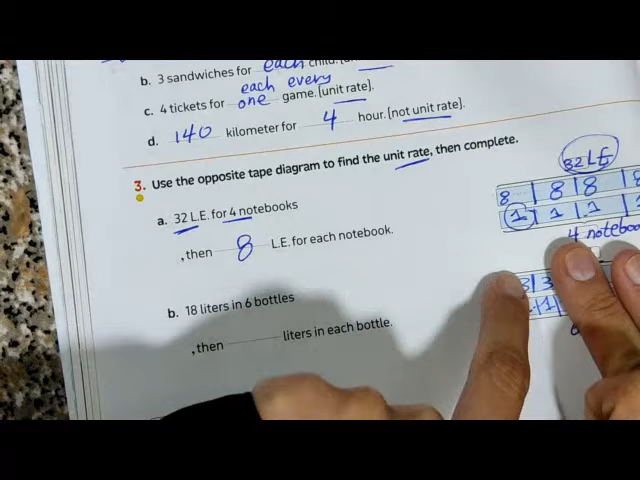 b. 3 sandwiches for each child.
each every
c. 4 tickets for one game. (unit rate).
d. 140 kilometer for 4 hour. (not unit rate).
3. Use the opposite tape diagram to find the unit rate, then complete.
32 L.E
a. 32 L.E. for 4 notebooks
8 8 8 8
1 1 1 1
, then 8 L.E. for each notebook.
4 noteboo
b. 18 liters in 6 bottles
3 3
1
, then liters in each bottle.